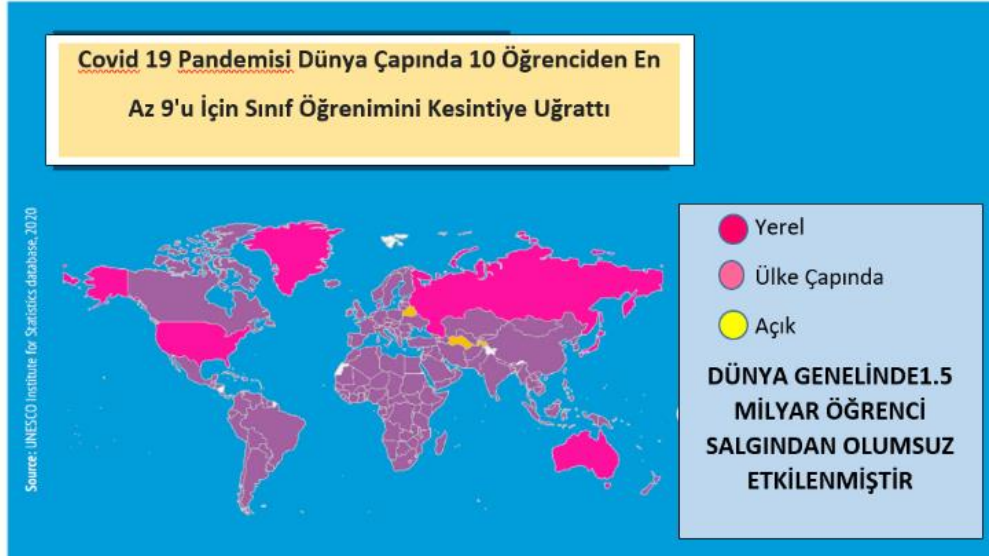 Covid 19 Pandemisi Dünya Çapında 10 Öğrenciden En
Az 9'u İçin Sınıf Öğrenimini Kesintiye Uğrattı
Source: UNESCO Institute for Statistics database, 2020
Yerel
Ülke Çapında
Açık
DÜNYA GENELİNDE1.5
MİLYAR ÖĞRENCİ
SALGINDAN OLUMSUZ
ETKİLENMİŞTİR